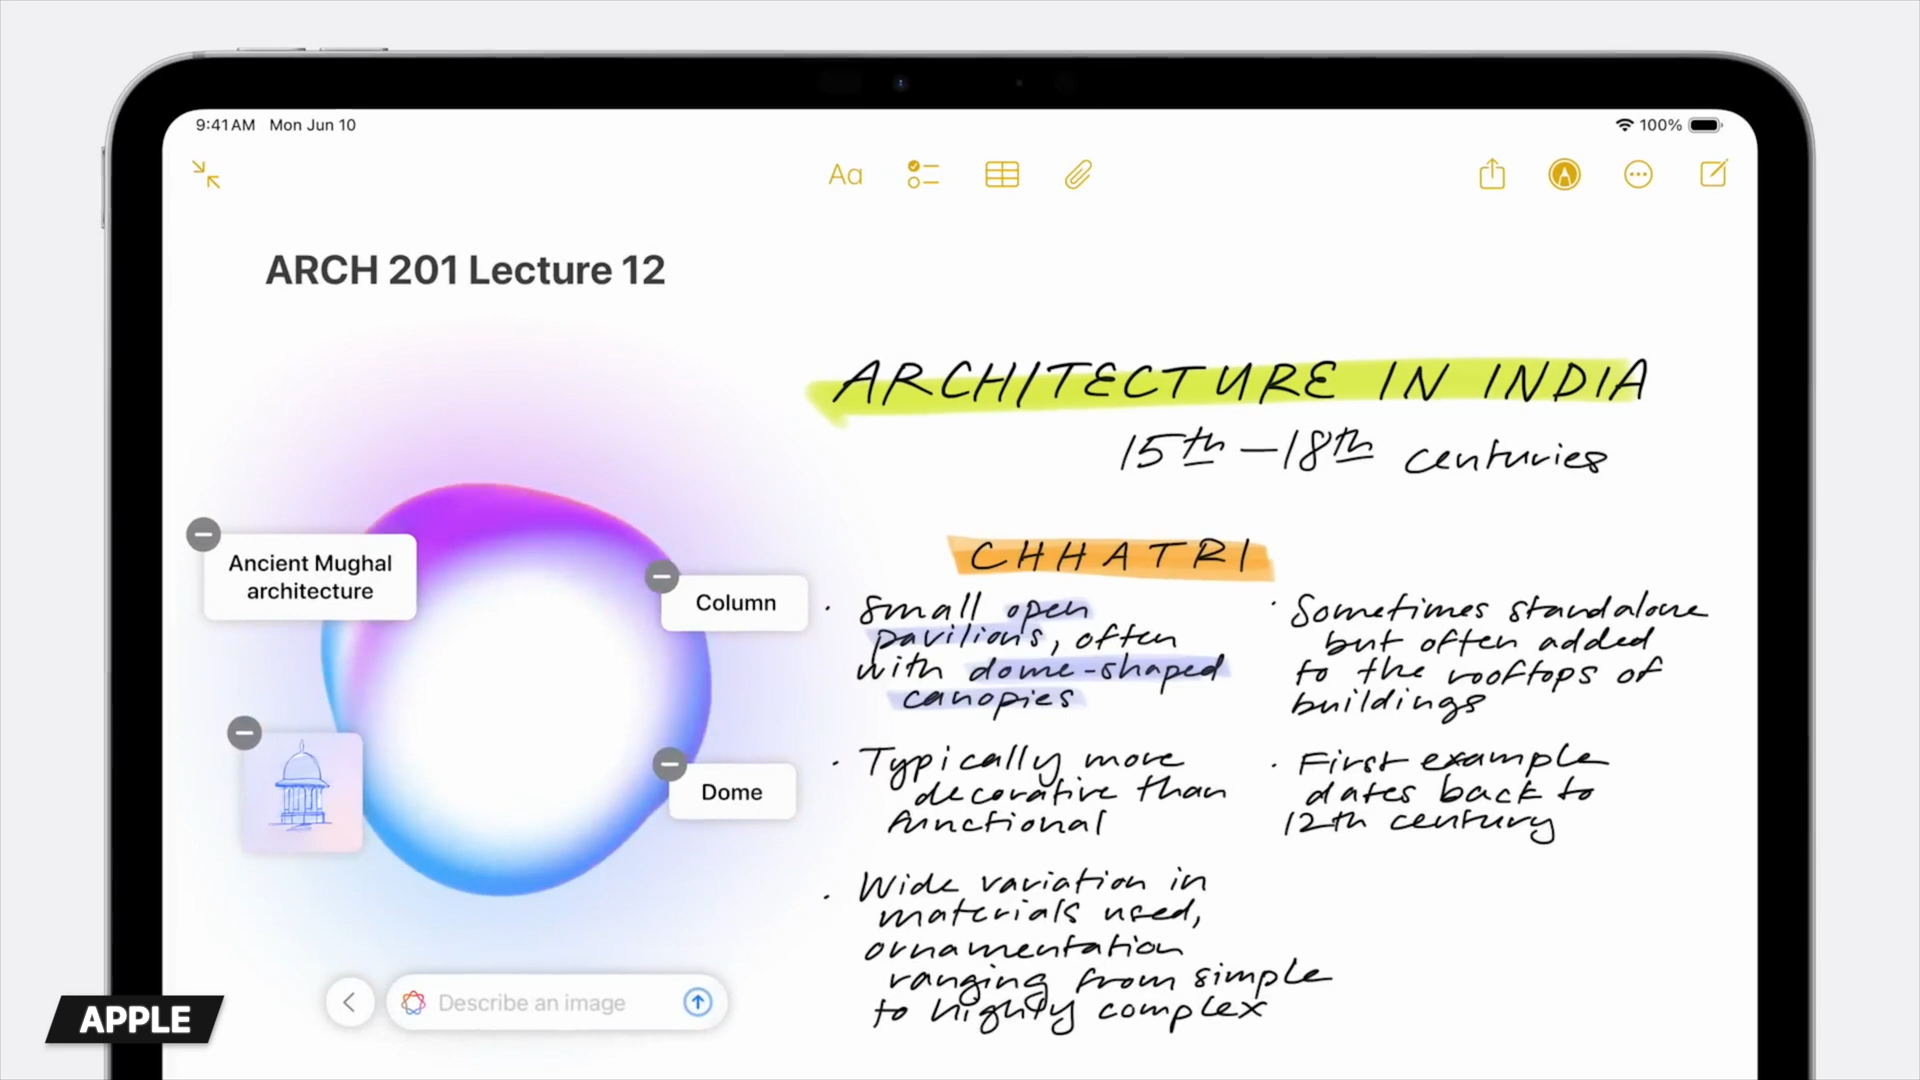 9:41 AM Mon Jun 10
100%
Aa
ARCH 201 Lecture 12
ARCHITECTURE IN INDIA
15th – 18th centuries
Ancient Mughal
architecture
Column
Dome
Describe an image
CHHATRI
· Small open
pavilions, often
with dome-shaped
canopies
· Typically more
decorative than
functional
· Wide variation in
materials used,
ornamentation
ranging from simple
to highly complex
· Sometimes standalone
but often added
to the rooftops of
buildings
· First example
dates back to
12th century
APPLE